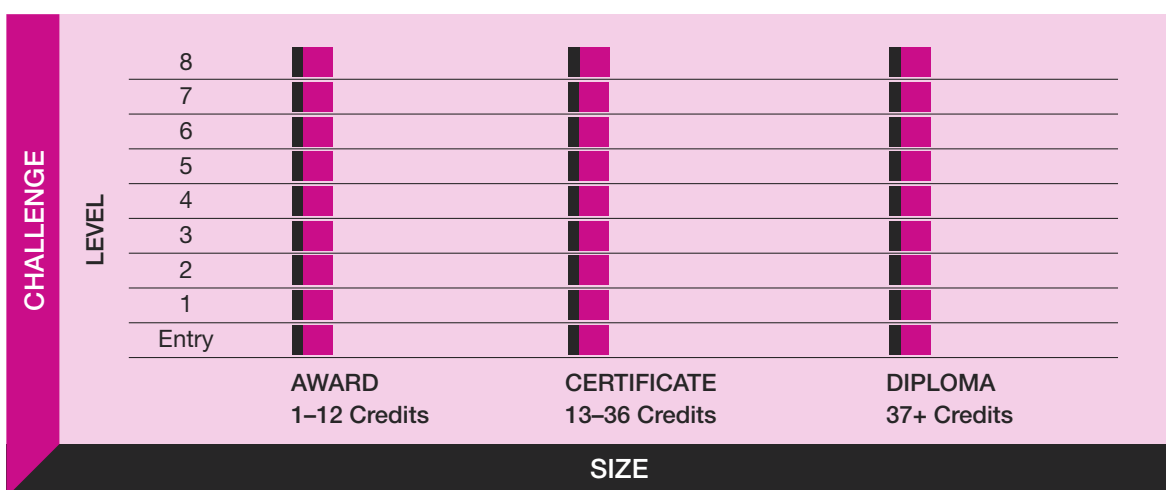 CHALLENGE
LEVEL
8
7
6
5
4
3
2
1
Entry
AWARD
1–12 Credits
CERTIFICATE
13–36 Credits
DIPLOMA
37+ Credits
SIZE